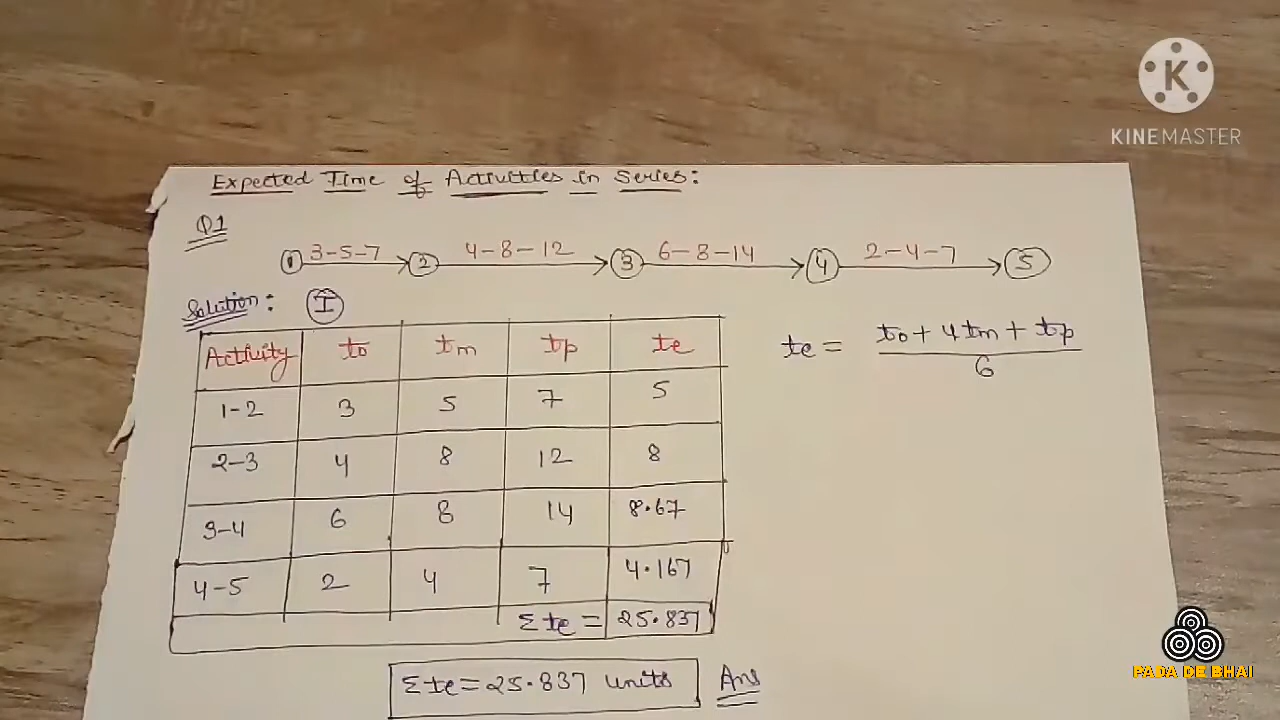 KINEMASTER
Expected Time of Activities in Series:
Q1
1 3-5-7 2 4-8-12 3 6-8-14 4 2-4-7 5
Solution: I
Activity to tm tp te
1-2 3 5 7 5
2-3 4 8 12 8
3-4 6 8 14 8.67
4-5 2 4 7 4.167
Σte = 25.837
te = to + 4tm + tp / 6
Σte = 25.837 units Ans
PADA DE BHAI